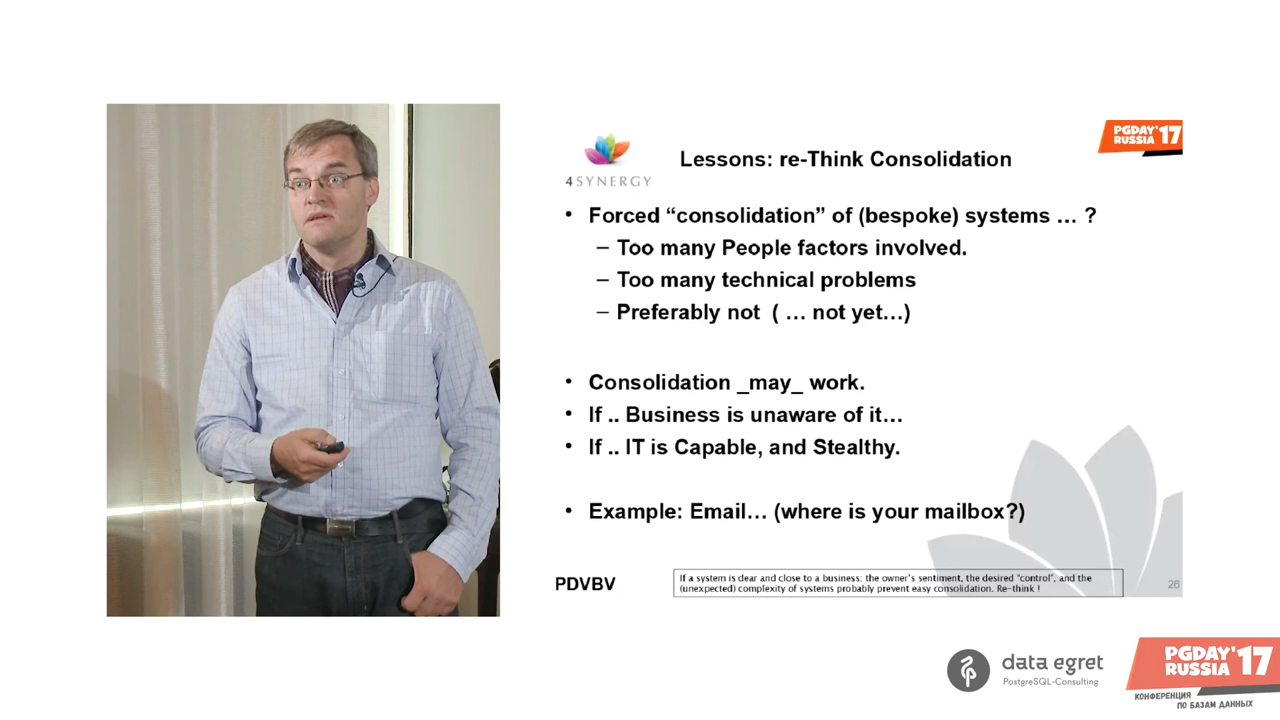 PGDAY'17
RUSSIA
4SYNERGY
Lessons: re-Think Consolidation
• Forced “consolidation” of (bespoke) systems … ?
– Too many People factors involved.
– Too many technical problems
– Preferably not ( … not yet…)
• Consolidation _may_ work.
• If .. Business is unaware of it…
• If .. IT is Capable, and Stealthy.
• Example: Email… (where is your mailbox?)
PDVBV
If a system is dear and close to a business: the owner's sentiment, the desired "control", and the
(unexpected) complexity of systems probably prevent easy consolidation. Re-think !
26
data egret
PostgreSQL-Consulting
PGDAY'17
RUSSIA
КОНФЕРЕНЦИЯ
ПО БАЗАМ ДАННЫХ